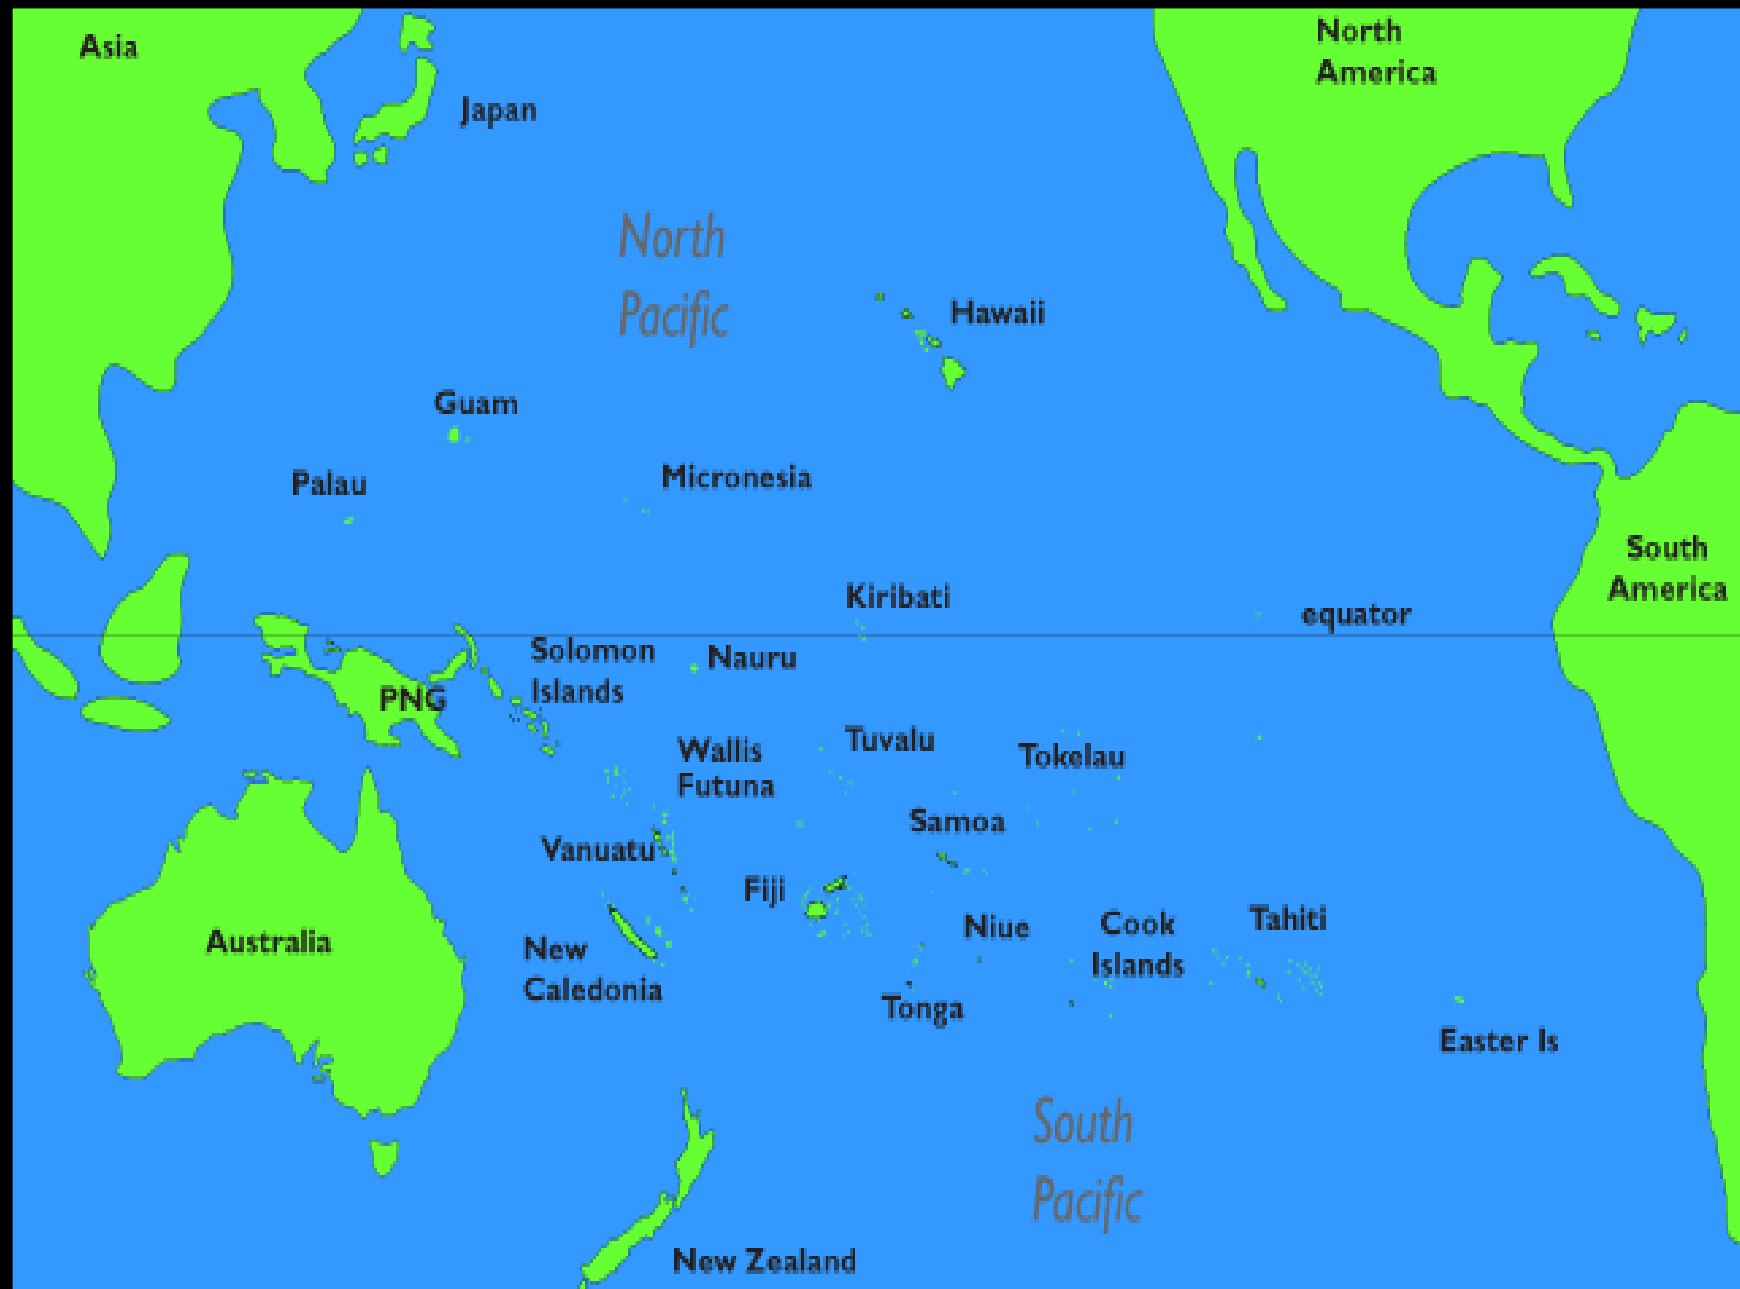 Asia
North
America
Japan
North
Pacific
Hawaii
Guam
Palau
Micronesia
South
America
Kiribati
equator
Solomon
Islands
Nauru
PNG
Wallis
Futuna
Tuvalu
Tokelau
Samoa
Vanuatu
Fiji
Niue
Cook
Islands
Tahiti
Australia
New
Caledonia
Tonga
Easter Is
South
Pacific
New Zealand